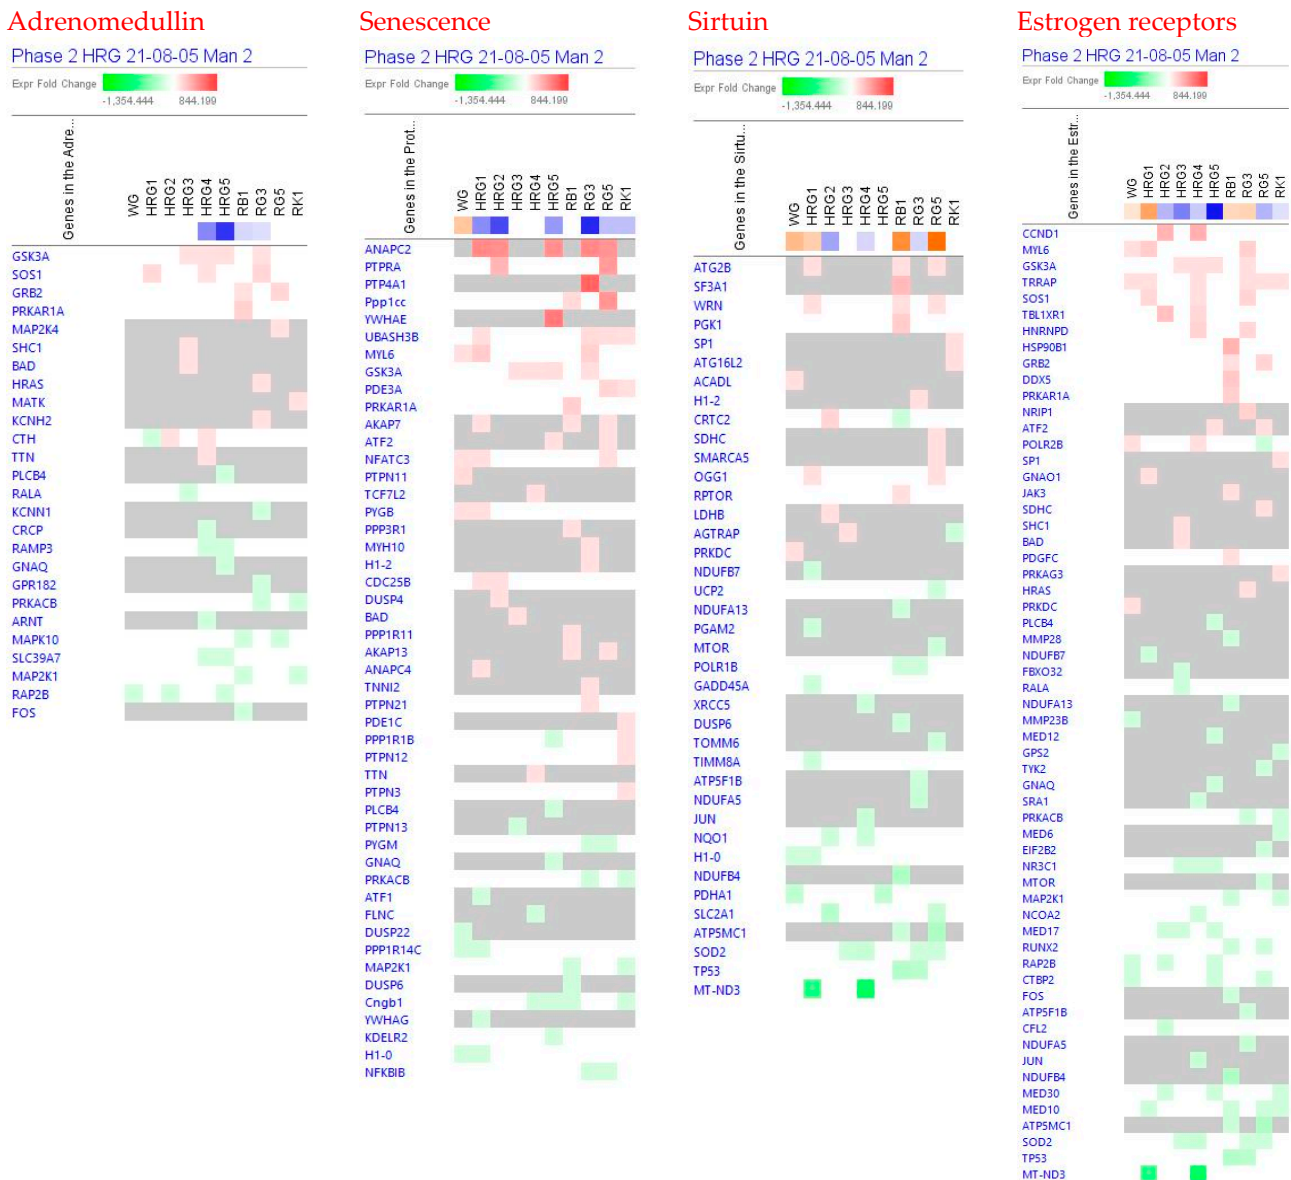 Adrenomedullin
Phase 2 HRG 21-08-05 Man 2
Expr Fold Change
-1,354.444 844.199
Genes in the Adre...
WG HRG1 HRG2 HRG3 HRG4 HRG5 RB1 RG3 RG5 RK1
GSK3A
SOS1
GRB2
PRKAR1A
MAP2K4
SHC1
BAD
HRAS
MATK
KCNH2
CTH
TTN
PLCB4
RALA
KCNN1
CRCP
RAMP3
GNAQ
GPR182
PRKACB
ARNT
MAPK10
SLC39A7
MAP2K1
RAP2B
FOS
Senescence
Phase 2 HRG 21-08-05 Man 2
Expr Fold Change
-1,354.444 844.199
Genes in the Prot...
WG HRG1 HRG2 HRG3 HRG4 HRG5 RB1 RG3 RG5 RK1
ANAPC2
PTPRA
PTP4A1
Ppp1cc
YWHAE
UBASH3B
MYL6
GSK3A
PDE3A
PRKAR1A
AKAP7
ATF2
NFATC3
PTPN11
TCF7L2
PYGB
PPP3R1
MYH10
H1-2
CDC25B
DUSP4
BAD
PPP1R11
AKAP13
ANAPC4
TNNI2
PTPN21
PDE1C
PPP1R1B
PTPN12
TTN
PTPN3
PLCB4
PTPN13
PYGM
GNAQ
PRKACB
ATF1
FLNC
DUSP22
PPP1R14C
MAP2K1
DUSP6
Cngb1
YWHAG
KDELR2
H1-0
NFKBIB
Sirtuin
Phase 2 HRG 21-08-05 Man 2
Expr Fold Change
-1,354.444 844.199
Genes in the Sirtu...
WG HRG1 HRG2 HRG3 HRG4 HRG5 RB1 RG3 RG5 RK1
ATG2B
SF3A1
WRN
PGK1
SP1
ATG16L2
ACADL
H1-2
CRTC2
SDHC
SMARCA5
OGG1
RPTOR
LDHB
AGTRAP
PRKDC
NDUFB7
UCP2
NDUFA13
PGAM2
MTOR
POLR1B
GADD45A
XRCC5
DUSP6
TOMM6
TIMM8A
ATP5F1B
NDUFA5
JUN
NQO1
H1-0
NDUFB4
PDHA1
SLC2A1
ATP5MC1
SOD2
TP53
MT-ND3
Estrogen receptors
Phase 2 HRG 21-08-05 Man 2
Expr Fold Change
-1,354.444 844.199
Genes in the Estr...
WG HRG1 HRG2 HRG3 HRG4 HRG5 RB1 RG3 RG5 RK1
CCND1
MYL6
GSK3A
TRRAP
SOS1
TBL1XR1
HNRNPD
HSP90B1
GRB2
DDX5
PRKAR1A
NRIP1
ATF2
POLR2B
SP1
GNAO1
JAK3
SDHC
SHC1
BAD
PDGFC
PRKAG3
HRAS
PRKDC
PLCB4
MMP28
NDUFB7
FBXO32
RALA
NDUFA13
MMP23B
MED12
GPS2
TYK2
GNAQ
SRA1
PRKACB
MED6
EIF2B2
NR3C1
MTOR
MAP2K1
NCOA2
MED17
RUNX2
RAP2B
CTBP2
FOS
ATP5F1B
CFL2
NDUFA5
JUN
NDUFB4
MED30
MED10
ATP5MC1
SOD2
TP53
MT-ND3